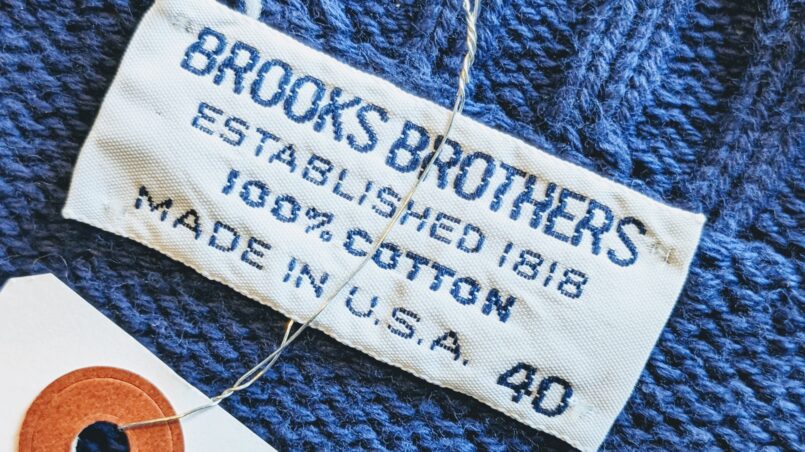 BROOKS BROTHERS
ESTABLISHED 1818
100% COTTON
MADE IN U.S.A. 40